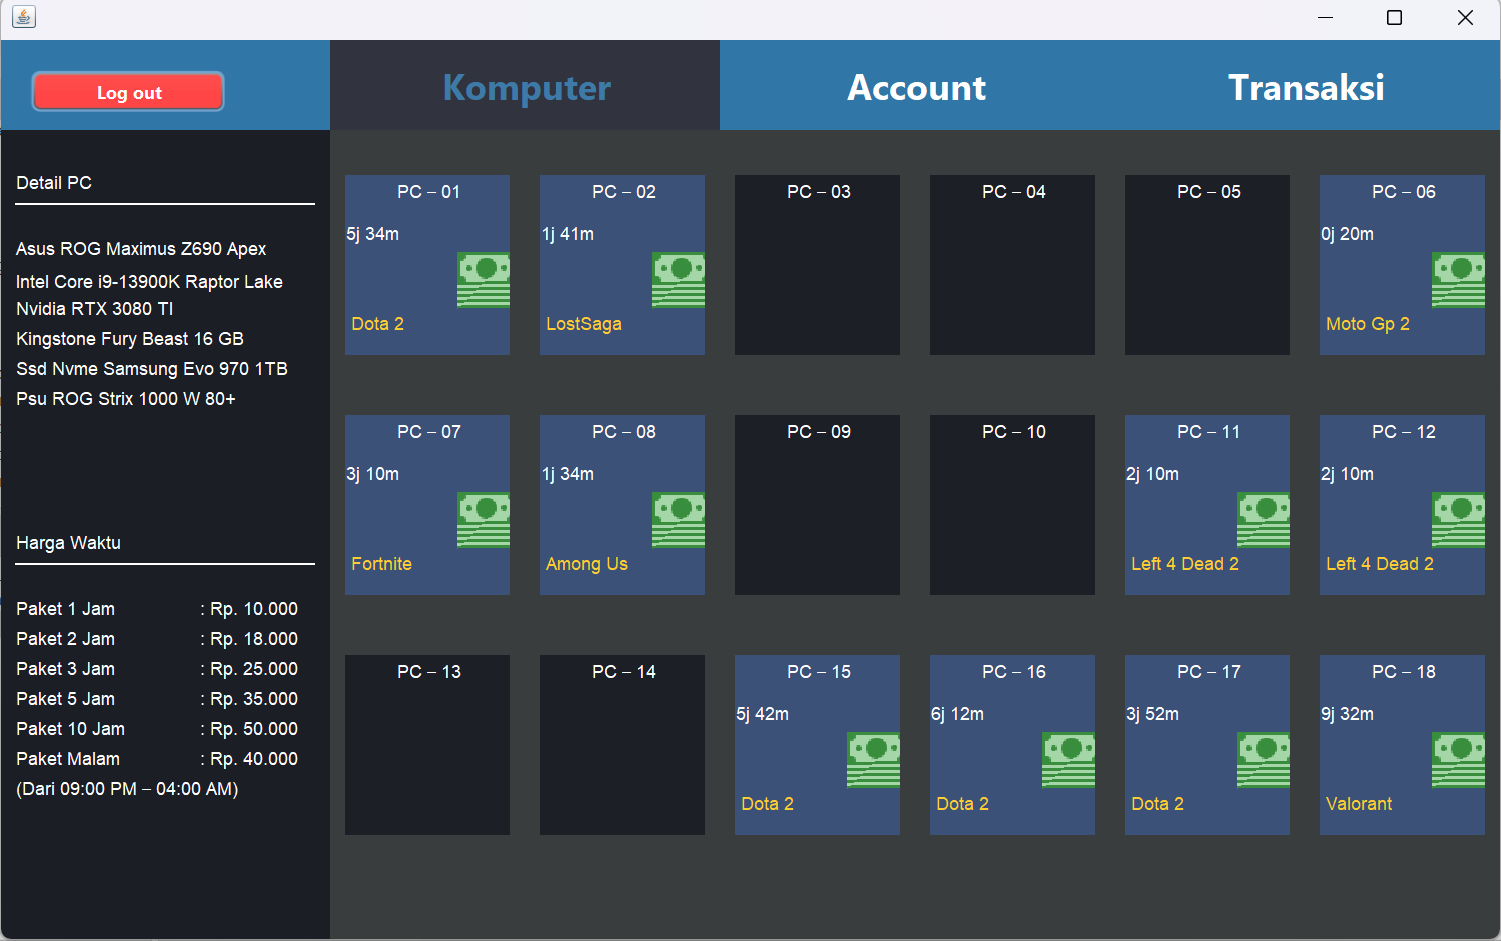 Log out
Komputer
Account
Transaksi
Detail PC
Asus ROG Maximus Z690 Apex
Intel Core i9-13900K Raptor Lake
Nvidia RTX 3080 TI
Kingstone Fury Beast 16 GB
Ssd Nvme Samsung Evo 970 1TB
Psu ROG Strix 1000 W 80+
Harga Waktu
Paket 1 Jam : Rp. 10.000
Paket 2 Jam : Rp. 18.000
Paket 3 Jam : Rp. 25.000
Paket 5 Jam : Rp. 35.000
Paket 10 Jam : Rp. 50.000
Paket Malam : Rp. 40.000
(Dari 09:00 PM – 04:00 AM)
PC – 01
5j 34m
Dota 2
PC – 02
1j 41m
LostSaga
PC – 03
PC – 04
PC – 05
PC – 06
0j 20m
Moto Gp 2
PC – 07
3j 10m
Fortnite
PC – 08
1j 34m
Among Us
PC – 09
PC – 10
PC – 11
2j 10m
Left 4 Dead 2
PC – 12
2j 10m
Left 4 Dead 2
PC – 13
PC – 14
PC – 15
5j 42m
Dota 2
PC – 16
6j 12m
Dota 2
PC – 17
3j 52m
Dota 2
PC – 18
9j 32m
Valorant